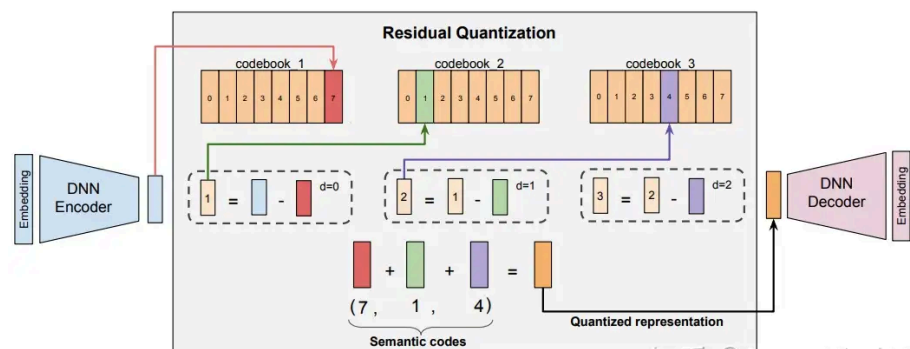 Residual Quantization
codebook_1
codebook_2
codebook_3
0 1 2 3 4 5 6 7
0 1 2 3 4 5 6 7
0 1 2 3 4 5 6 7
Embedding
DNN
Encoder
1 = - d=0
2 = 1 - d=1
3 = 2 - d=2
DNN
Decoder
Embedding
+ + =
(7, 1, 4)
Semantic codes
Quantized representation